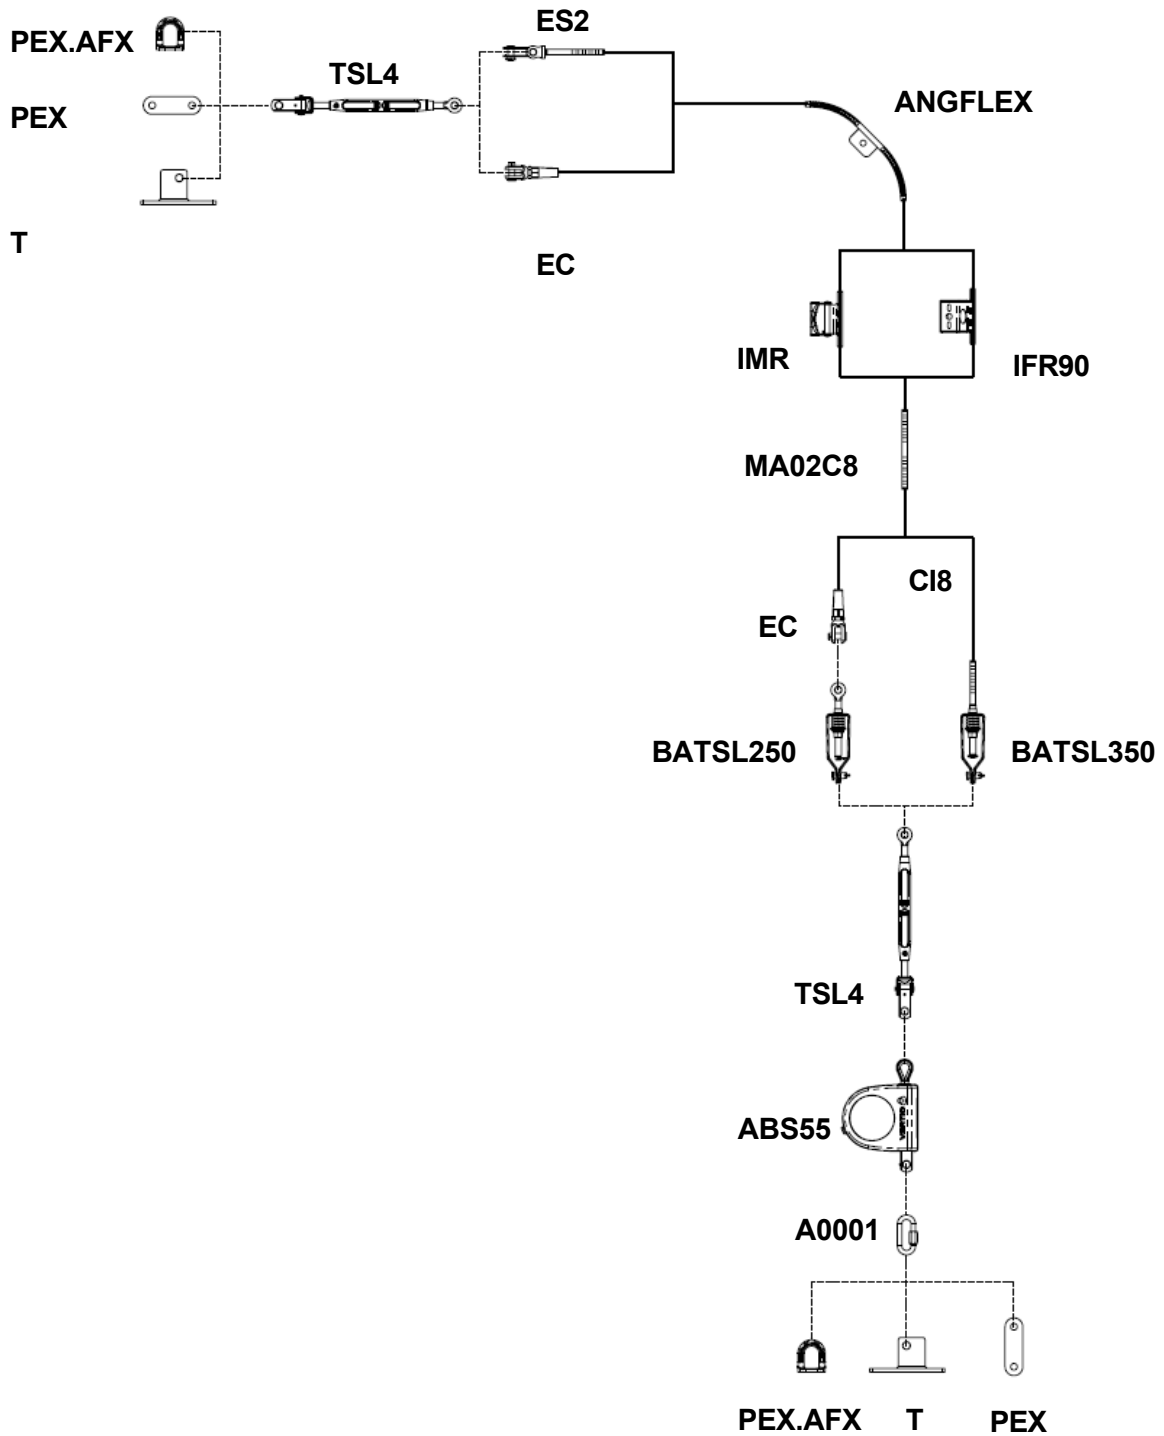 ES2
PEX.AFX
TSL4
ANGFLEX
PEX
T
EC
IMR
IFR90
MA02C8
CI8
EC
BATSL250
BATSL350
TSL4
VERTIC
ABS55
A0001
PEX.AFX
T
PEX